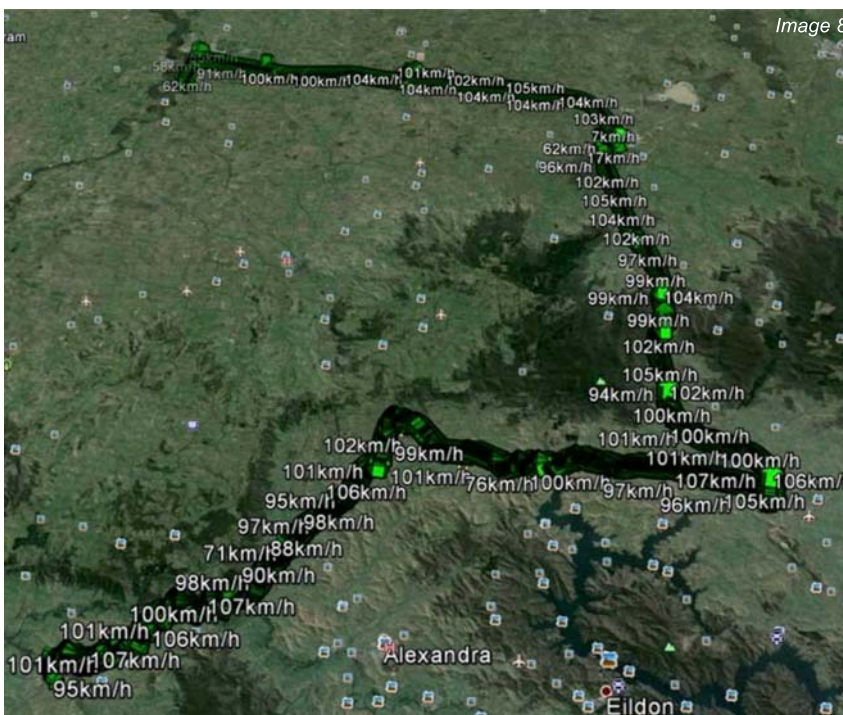 Image 8
ram
91km/h
62km/h
100km/h
100km/h
104km/h
101km/h
104km/h
102km/h
104km/h
105km/h
104km/h
104km/h
103km/h
7km/h
62km/h
17km/h
96km/h
102km/h
105km/h
104km/h
102km/h
97km/h
99km/h
99km/h
104km/h
99km/h
102km/h
105km/h
94km/h
102km/h
100km/h
101km/h
100km/h
102km/h
99km/h
101km/h
100km/h
101km/h
101km/h
76km/h
100km/h
107km/h
106km/
106km/h
97km/h
96km/h
105km/h
95km/h
97km/h
98km/h
71km/h
88km/h
98km/h
90km/h
100km/h
107km/h
101km/h
106km/h
101km/h
107km/h
95km/h
Alexandra
Eildon